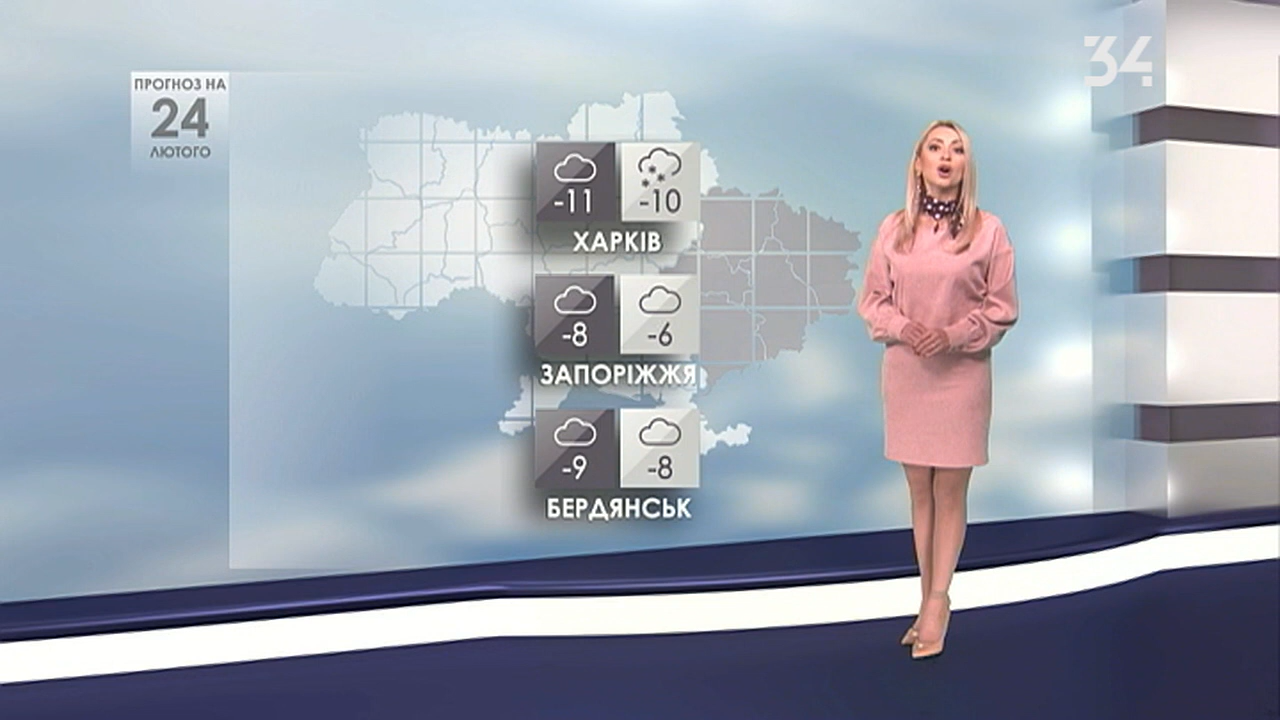 34
ПРОГНОЗ НА
24
ЛЮТОГО
-11 -10
ХАРКІВ
-8 -6
ЗАПОРІЖЖЯ
-9 -8
БЕРДЯНСЬК